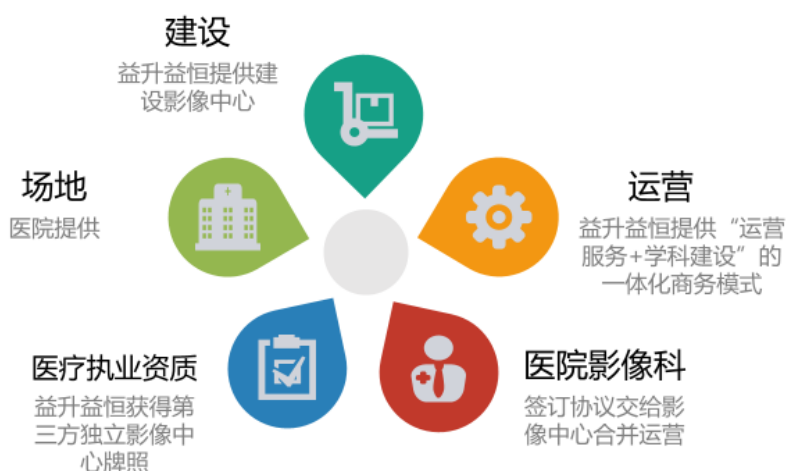 建设
益升益恒提供建
设影像中心
场地
医院提供
运营
益升益恒提供“运营
服务+学科建设”的
一体化商务模式
医疗执业资质
益升益恒获得第
三方独立影像中
心牌照
医院影像科
签订协议交给影
像中心合并运营